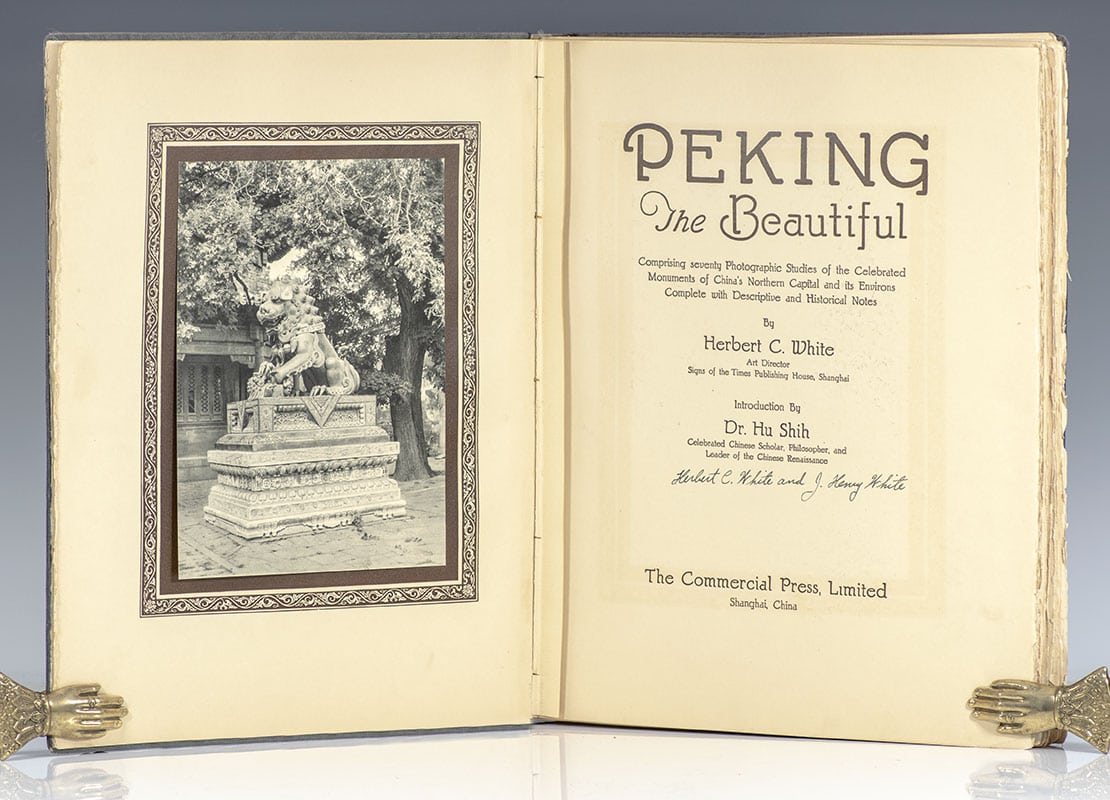 PEKING
The Beautiful
Comprising seventy Photographic Studies of the Celebrated
Monuments of China's Northern Capital and its Environs
Complete with Descriptive and Historical Notes
By
Herbert C. White
Art Director
Signs of the Times Publishing House, Shanghai
Introduction By
Dr. Hu Shih
Celebrated Chinese Scholar, Philosopher, and
Leader of the Chinese Renaissance
Herbert C. White and J. Henry White
The Commercial Press, Limited
Shanghai, China